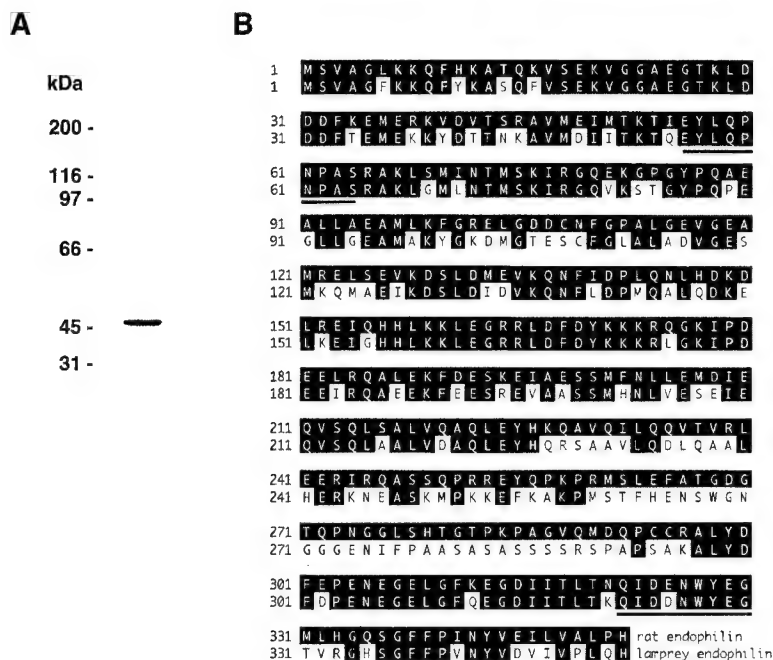 A
B
kDa
200 -
116 -
97 -
66 -
45 -
31 -
1 MSVAGLKKQFHKATQKVSEKVGGAEGTKLD
1 MSVAGFKKQFYKASQFVSEKVGGAEGTKLD
31 DDFKEMERKVDVTSRAVMEIMTKTIEYLQP
31 DDFTEMEKKYDTTNKAVMDIITKTQEYLQP
61 NPASRAKLSMINTMSKIRGQEKGPGYPQAE
61 NPASRAKLGMLNTMSKIRGQVKSTGYPQPE
91 ALLAEAMLKFGRELGDDCNFGPALGEVGEA
91 GLLGEAMAKYGKDMGTESCFGLALADVGES
121 MRELSEVKDSLDMEVKQNFIDPLQNLHDKD
121 MKQMAEIKDSLDIDVKQNFLDPMQALQDKE
151 LREIQHHLKKLEGRRLDFDYKKKRQGKIPD
151 LKEIGHHLKKLEGRRLDFDYKKKRLGKIPD
181 EELRQALEKFDESKEIAESSMFNLLEMDIE
181 EEIRQAEEKFEESREVAASSMHNLVESEIE
211 QVSQLSALVQAQLEYHKQAVQILQQVTVRL
211 QVSQLAALVDAQLEYHQRSAAVLQDLQAAL
241 EERIRQASSQPRREYQPKPRMSLEFATGDG
241 HERKNEASKMPKKEFKAKPMSTFHENSWGN
271 TQPNGGLSHTGTPKPAGVQMDQPCCRALYD
271 GGGENIFPAASASASSSSRSPAPSAKALYD
301 FEPENEGELGFKEGDIITLTNQIDENWYEG
301 FDPENEGELGFQEGDIITLTKQIDDNWYEG
331 MLHGQSGFFPINYVEILVALPH rat endophilin
331 TVRGHSGFFPVNYVDVIVPLQH lamprey endophilin